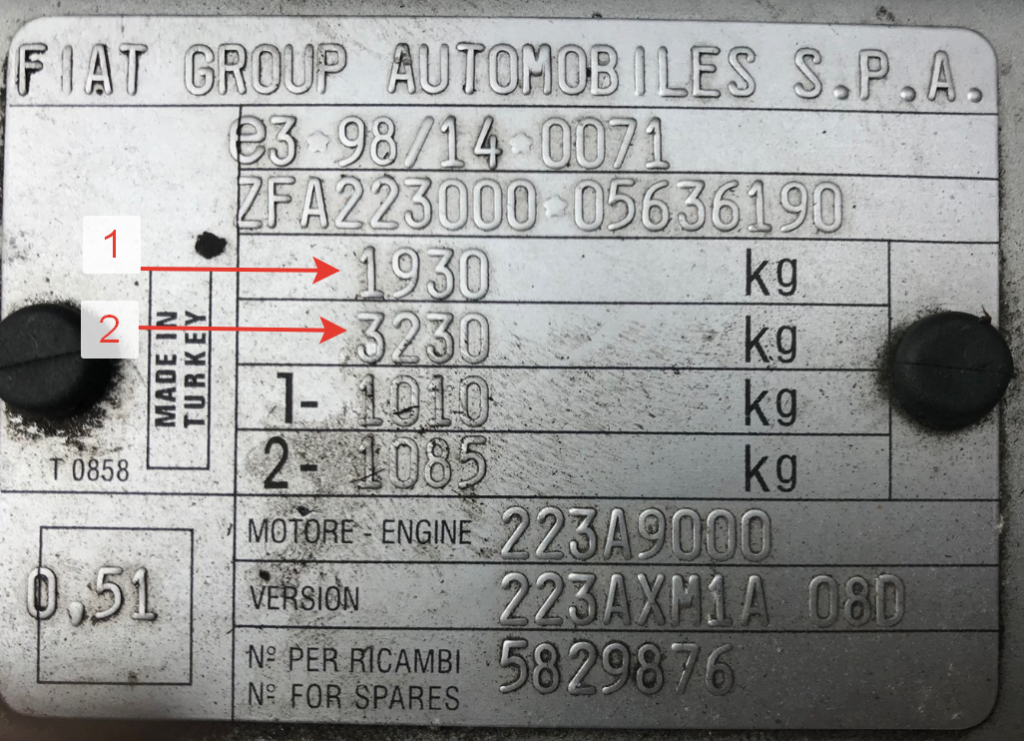 FIAT GROUP AUTOMOBILES S.P.A.
e3*98/14*0071
ZFA223000*05636190
1
1930 kg
2
3230 kg
1- 1010 kg
2- 1085 kg
MADE IN
TURKEY
T 0858
MOTORE - ENGINE 223A9000
0,51
VERSION 223AXM1A 08D
Nº PER RICAMBI 5829876
Nº FOR SPARES